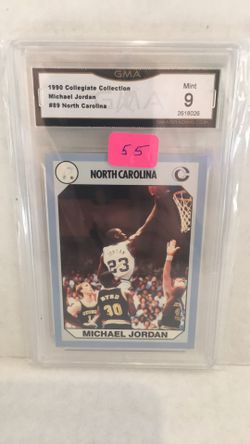 GMA
1990 Collegiate Collection
Michael Jordan
#89 North Carolina
Mint
9
2618026
55
NORTH CAROLINA
23
30
MICHAEL JORDAN